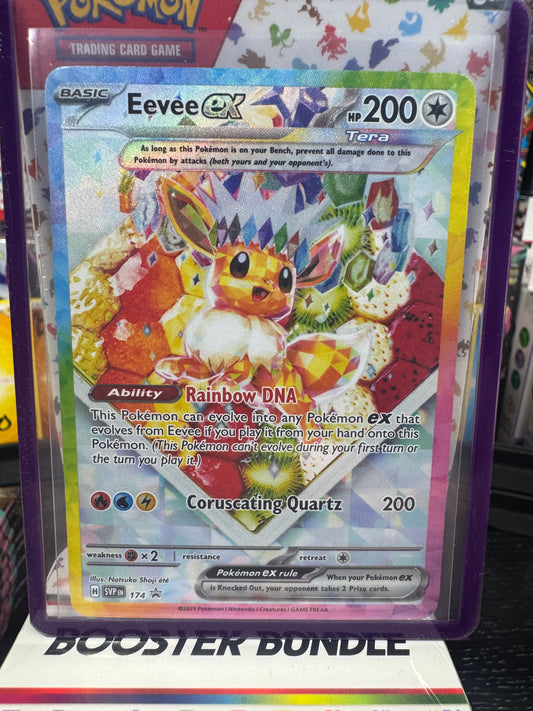 POKÉMON
TRADING CARD GAME
BASIC
Eevee ex
HP 200
Tera
As long as this Pokémon is on your Bench, prevent all damage done to this
Pokémon by attacks (both yours and your opponent's).
Ability Rainbow DNA
This Pokémon can evolve into any Pokémon ex that
evolves from Eevee if you play it from your hand onto this
Pokémon. (This Pokémon can't evolve during your first turn or
the turn you play it.)
Coruscating Quartz 200
weakness ×2 resistance retreat
Illus. Natsuko Shoji été
Pokémon ex rule
When your Pokémon ex
is Knocked Out, your opponent takes 2 Prize cards.
H SVP EN 174
©2025 Pokémon / Nintendo / Creatures / GAME FREAK
BOOSTER BUNDLE